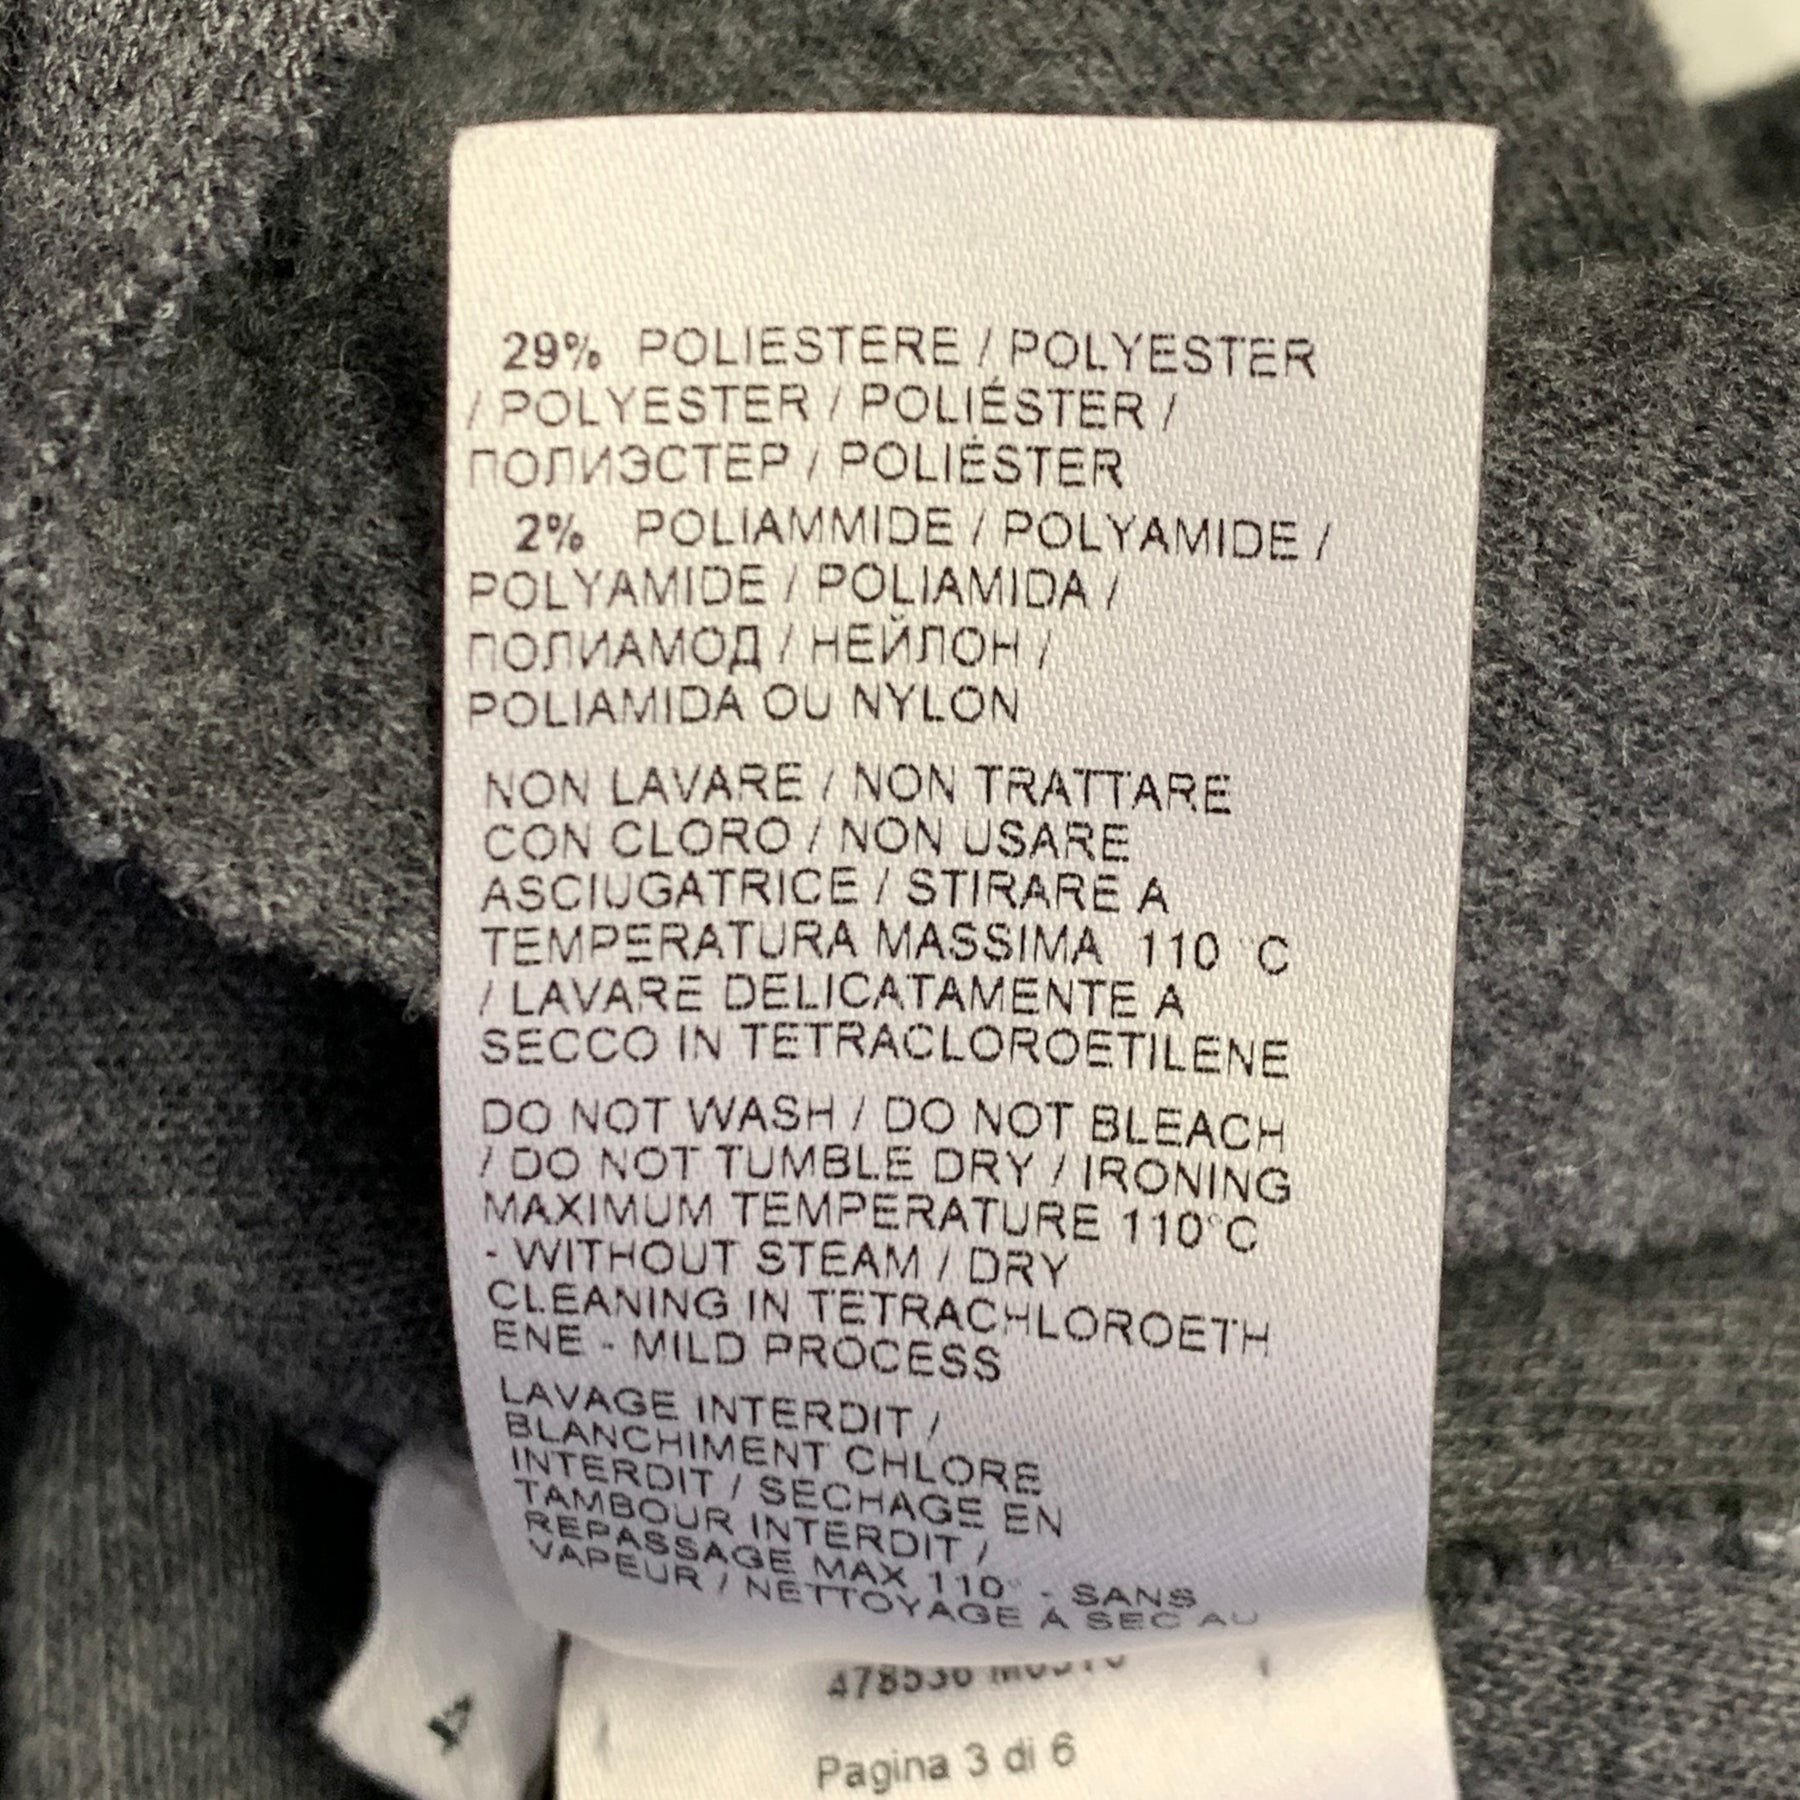 29% POLIESTERE / POLYESTER
/ POLYESTER / POLIÉSTER /
ПОЛИЭСТЕР / POLIÉSTER
2% POLIAMMIDE / POLYAMIDE /
POLYAMIDE / POLIAMIDA /
ПОЛИАМОД / НЕЙЛОН /
POLIAMIDA OU NYLON
NON LAVARE / NON TRATTARE
CON CLORO / NON USARE
ASCIUGATRICE / STIRARE A
TEMPERATURA MASSIMA 110 °C
/ LAVARE DELICATAMENTE A
SECCO IN TETRACLOROETILENE
DO NOT WASH / DO NOT BLEACH
/ DO NOT TUMBLE DRY / IRONING
MAXIMUM TEMPERATURE 110°C
- WITHOUT STEAM / DRY
CLEANING IN TETRACHLOROETH
ENE - MILD PROCESS
LAVAGE INTERDIT /
BLANCHIMENT CHLORE
INTERDIT / SECHAGE EN
TAMBOUR INTERDIT /
REPASSAGE MAX 110° - SANS
VAPEUR / NETTOYAGE A SEC AU
478536
Pagina 3 di 6